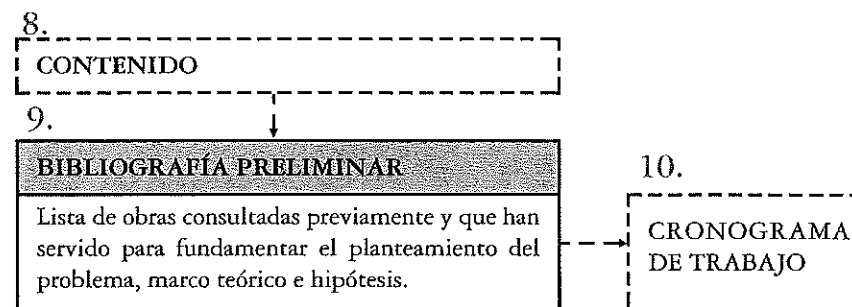 8.
CONTENIDO
9.
BIBLIOGRAFÍA PRELIMINAR
Lista de obras consultadas previamente y que han
servido para fundamentar el planteamiento del
problema, marco teórico e hipótesis.
10.
CRONOGRAMA
DE TRABAJO